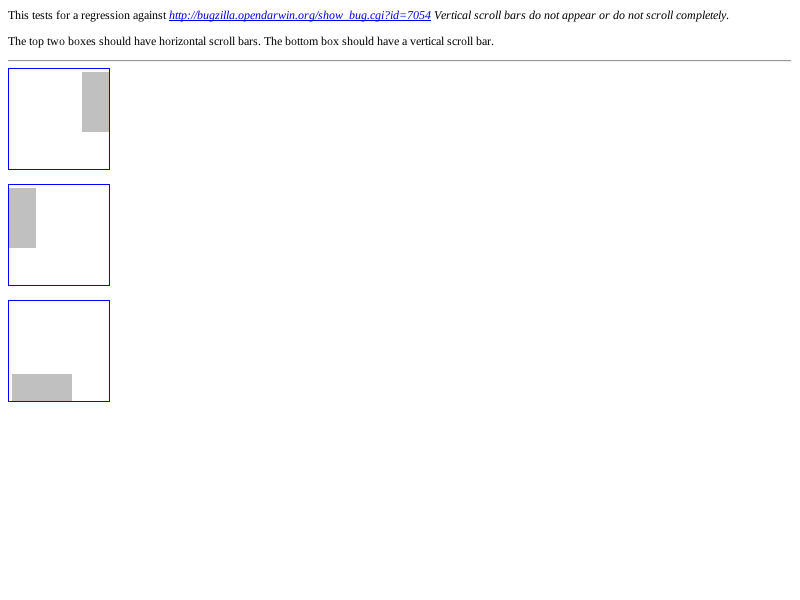 This tests for a regression against http://bugzilla.opendarwin.org/show_bug.cgi?id=7054 Vertical scroll bars do not appear or do not scroll completely.
The top two boxes should have horizontal scroll bars. The bottom box should have a vertical scroll bar.